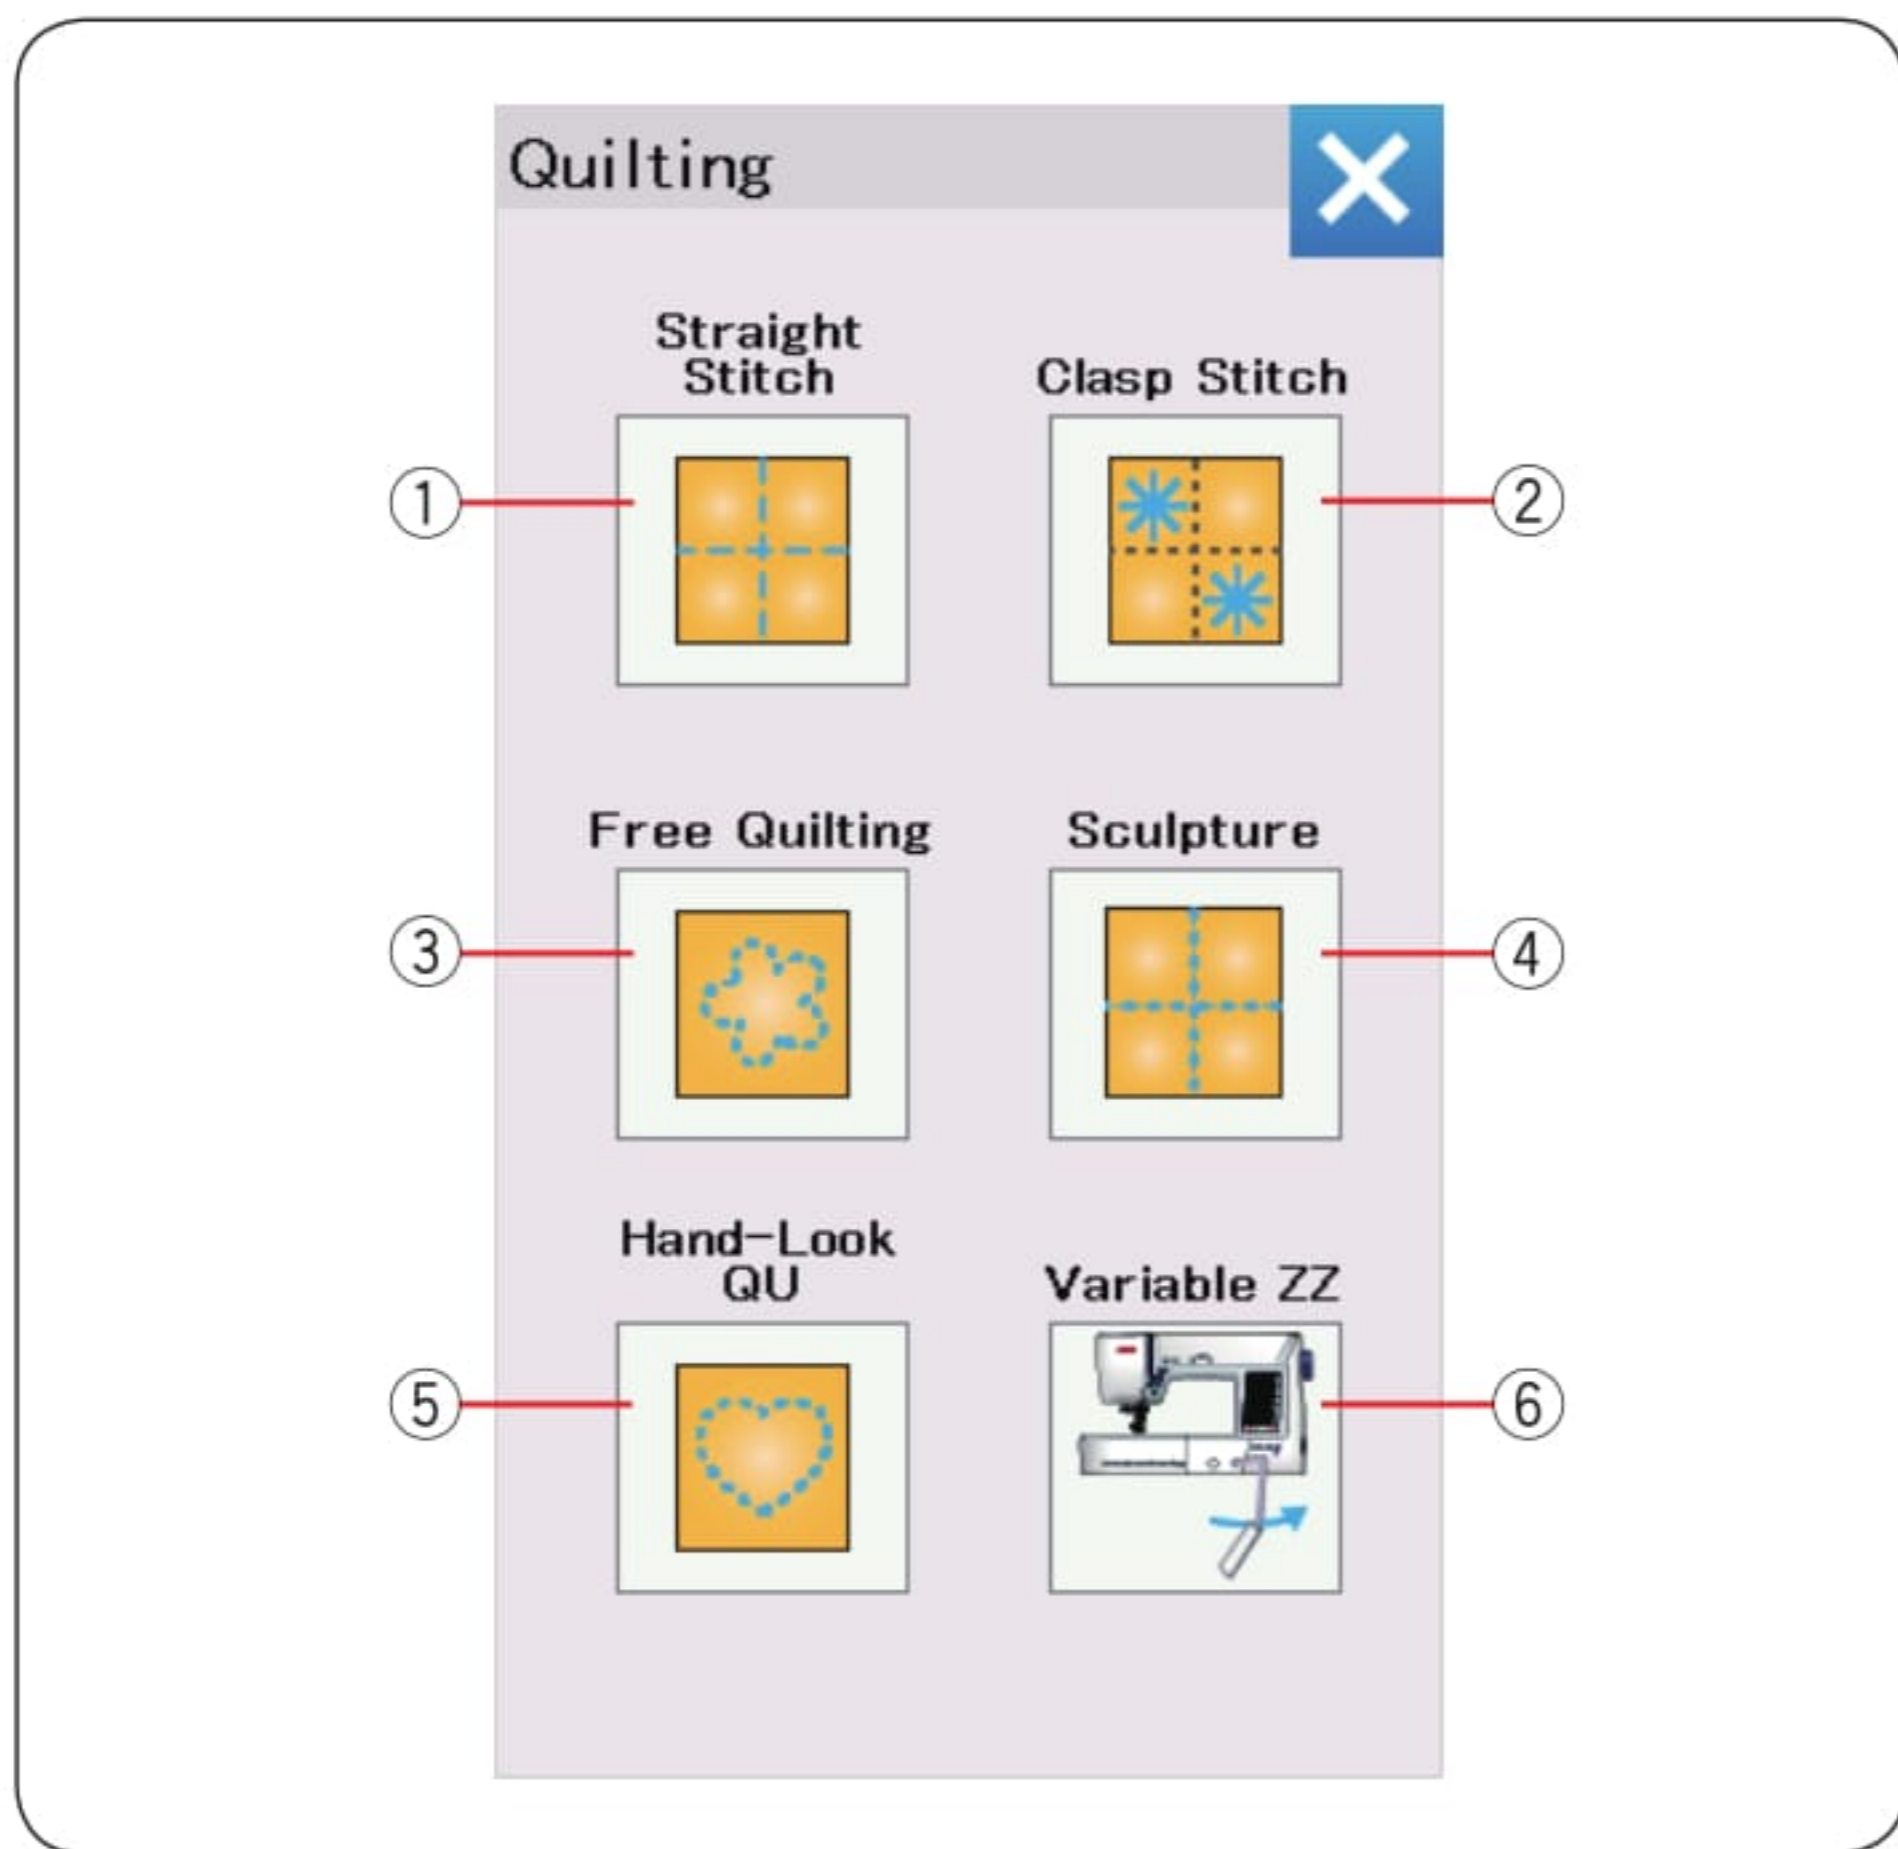 Quilting
Straight
Stitch
Clasp Stitch
①
②
Free Quilting
Sculpture
③
④
Hand-Look
QU
Variable ZZ
⑤
⑥